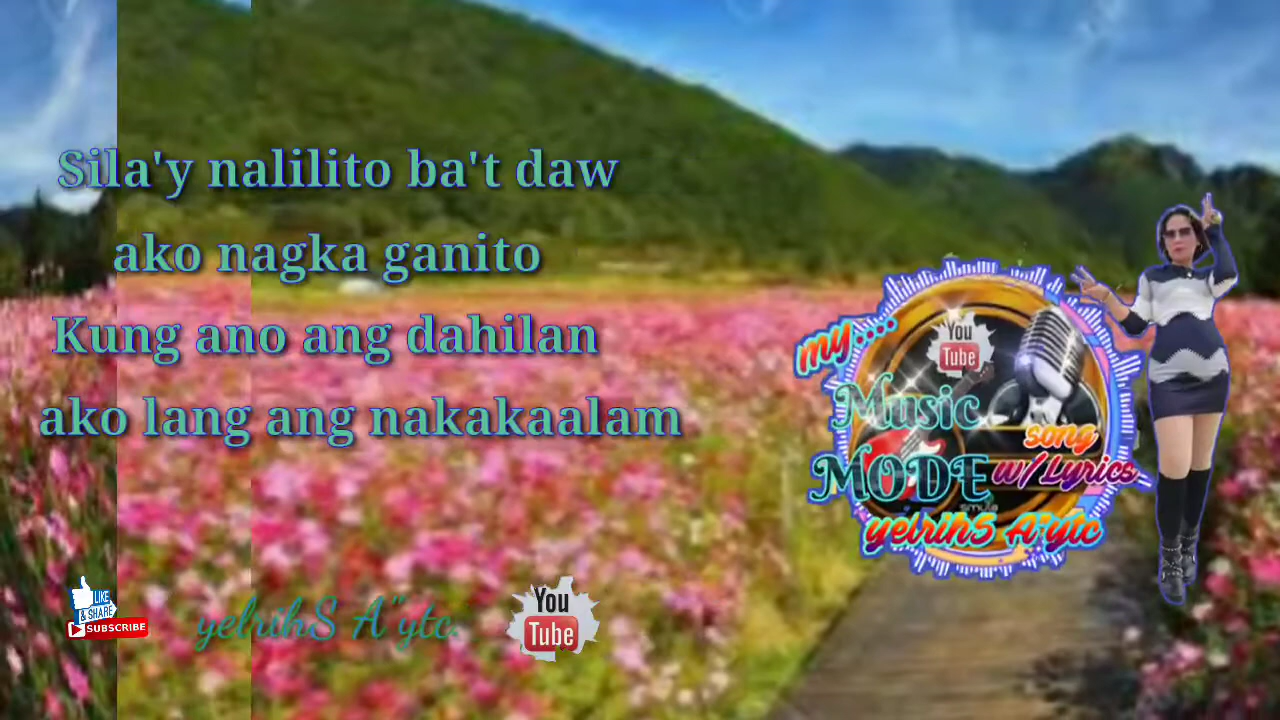 Sila'y nalilito ba't daw
ako nagka ganito
Kung ano ang dahilan
ako lang ang nakakaalam
my...
You
Tube
Music
song
MODE w/Lyrics
yelrihS A"ytc
LIKE
& SHARE
SUBSCRIBE
yelrihS A"ytc.
You
Tube